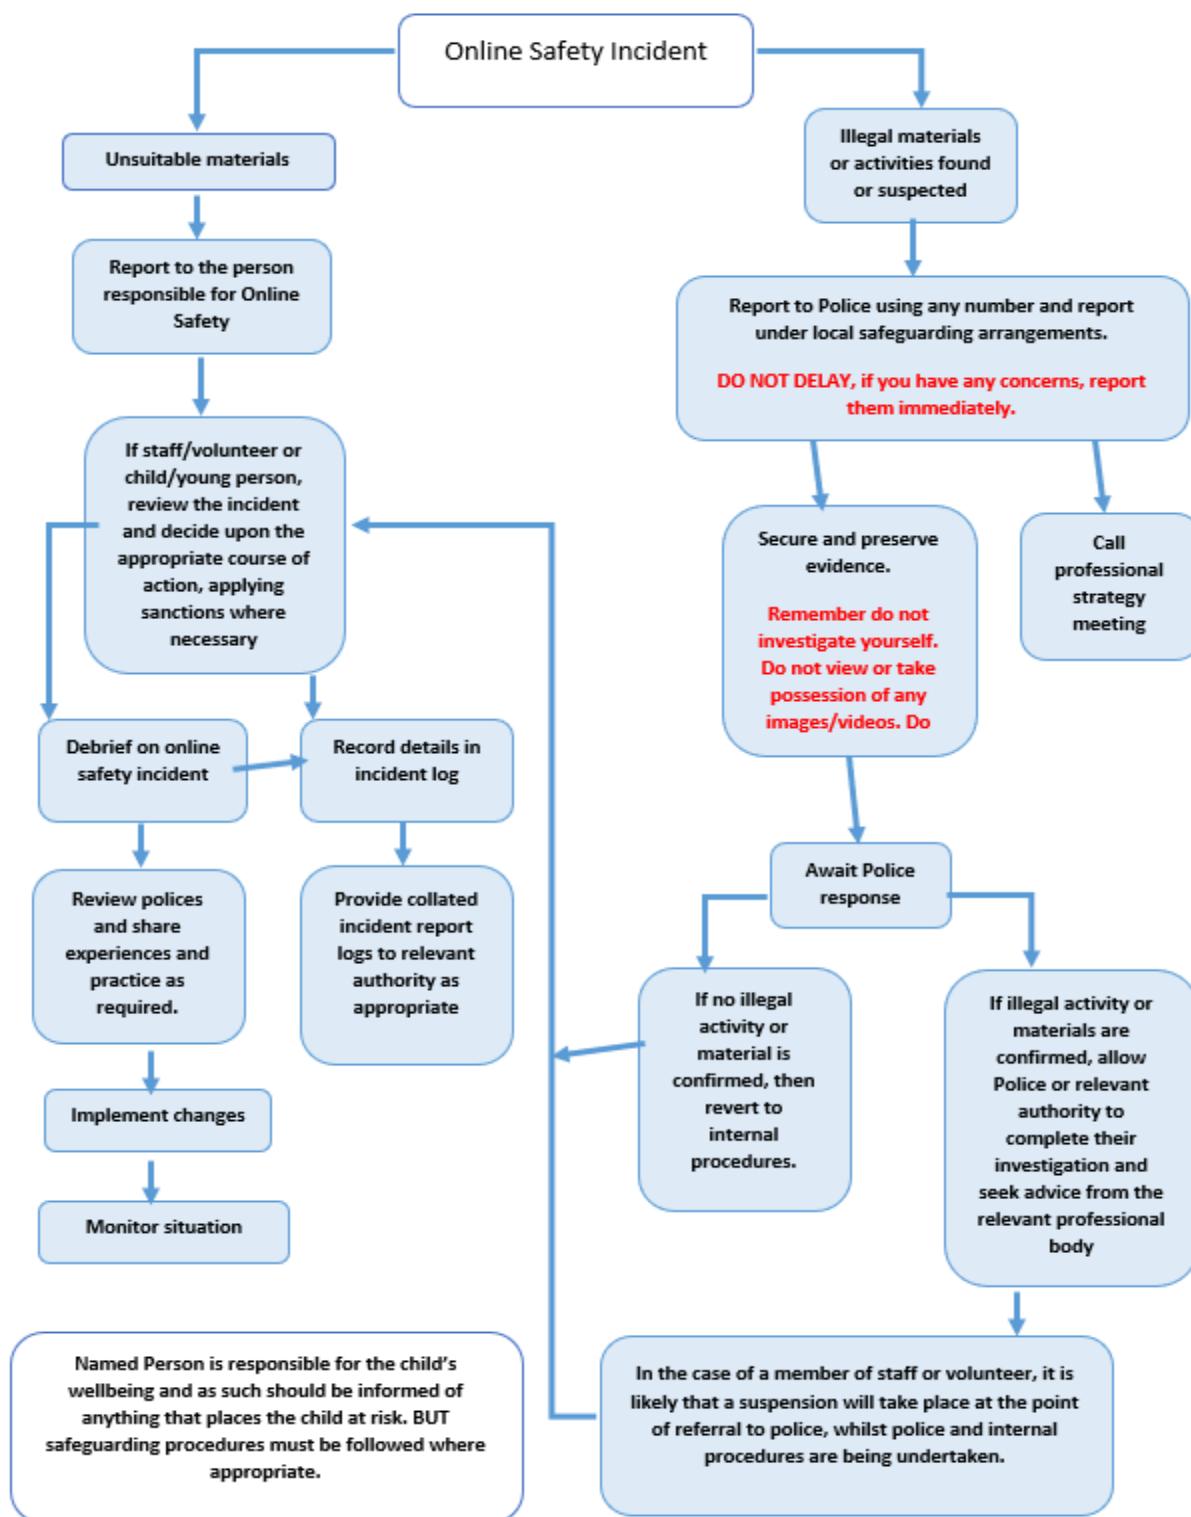 Online Safety Incident
Unsuitable materials
Illegal materials
or activities found
or suspected
Report to the person
responsible for Online
Safety
Report to Police using any number and report
under local safeguarding arrangements.
DO NOT DELAY, if you have any concerns, report
them immediately.
If staff/volunteer or
child/young person,
review the incident
and decide upon the
appropriate course of
action, applying
sanctions where
necessary
Secure and preserve
evidence.
Remember do not
investigate yourself.
Do not view or take
possession of any
images/videos. Do
Call
professional
strategy
meeting
Debrief on online
safety incident
Record details in
incident log
Await Police
response
Review polices
and share
experiences and
practice as
required.
Provide collated
incident report
logs to relevant
authority as
appropriate
If no illegal
activity or
material is
confirmed, then
revert to
internal
procedures.
If illegal activity or
materials are
confirmed, allow
Police or relevant
authority to
complete their
investigation and
seek advice from the
relevant professional
body
Implement changes
Monitor situation
Named Person is responsible for the child's
wellbeing and as such should be informed of
anything that places the child at risk. BUT
safeguarding procedures must be followed where
appropriate.
In the case of a member of staff or volunteer, it is
likely that a suspension will take place at the point
of referral to police, whilst police and internal
procedures are being undertaken.